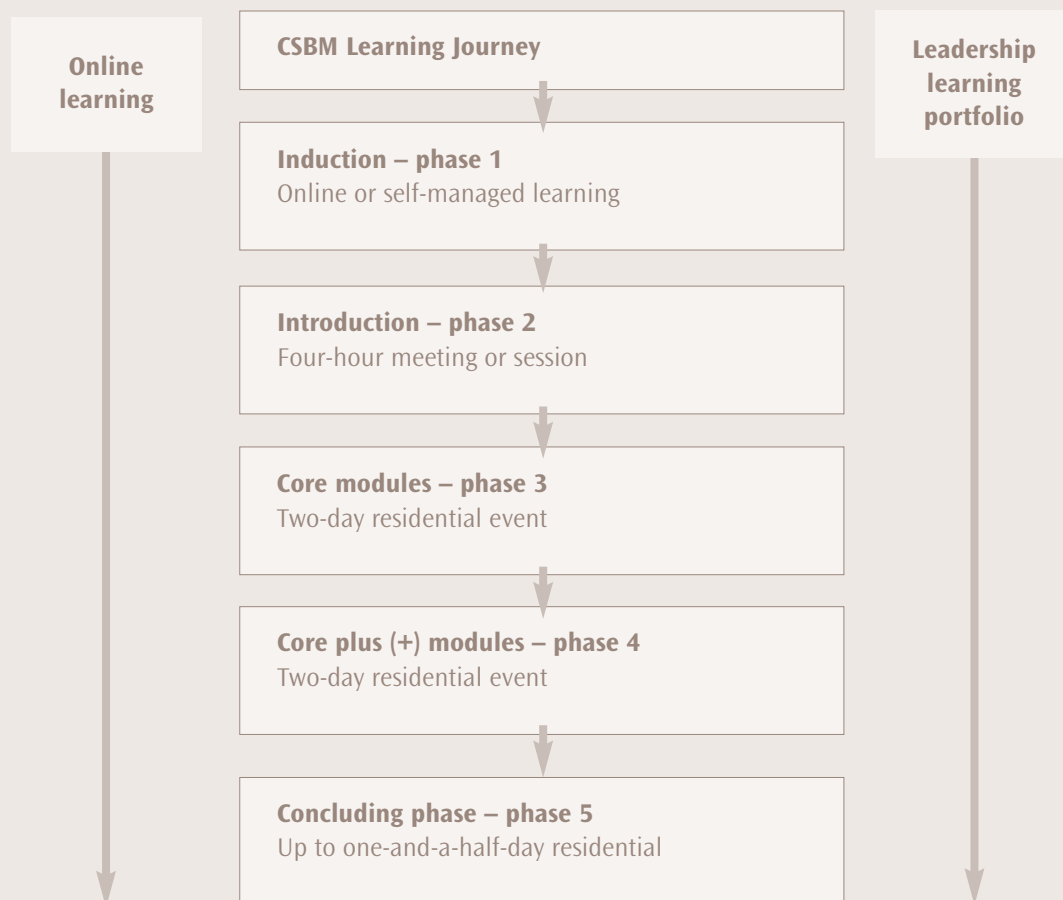 Online
learning
CSBM Learning Journey
Leadership
learning
portfolio
Induction – phase 1
Online or self-managed learning
Introduction – phase 2
Four-hour meeting or session
Core modules – phase 3
Two-day residential event
Core plus (+) modules – phase 4
Two-day residential event
Concluding phase – phase 5
Up to one-and-a-half-day residential